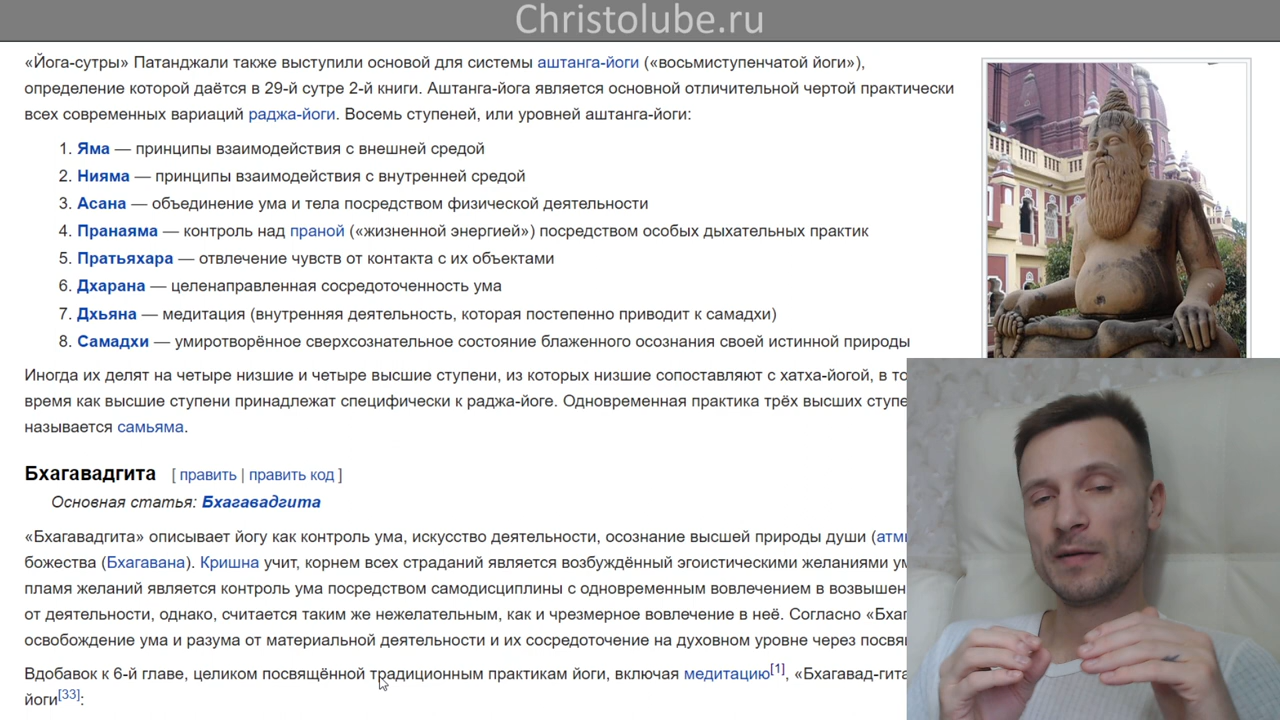 Christolube.ru
«Йога-сутры» Патанджали также выступили основой для системы аштанга-йоги («восьмиступенчатой йоги»),
определение которой даётся в 29-й сутре 2-й книги. Аштанга-йога является основной отличительной чертой практически
всех современных вариаций раджа-йоги. Восемь ступеней, или уровней аштанга-йоги:
1. Яма — принципы взаимодействия с внешней средой
2. Нияма — принципы взаимодействия с внутренней средой
3. Асана — объединение ума и тела посредством физической деятельности
4. Пранаяма — контроль над праной («жизненной энергией») посредством особых дыхательных практик
5. Пратьяхара — отвлечение чувств от контакта с их объектами
6. Дхарана — целенаправленная сосредоточенность ума
7. Дхьяна — медитация (внутренняя деятельность, которая постепенно приводит к самадхи)
8. Самадхи — умиротворённое сверхсознательное состояние блаженного осознания своей истинной природы
Иногда их делят на четыре низшие и четыре высшие ступени, из которых низшие сопоставляют с хатха-йогой, в то
время как высшие ступени принадлежат специфически к раджа-йоге. Одновременная практика трёх высших ступе
называется самьяма.
Бхагавадгита [ править | править код ]
Основная статья: Бхагавадгита
«Бхагавадгита» описывает йогу как контроль ума, искусство деятельности, осознание высшей природы души (атм
божества (Бхагавана). Кришна учит, корнем всех страданий является возбуждённый эгоистическими желаниями ум
пламя желаний является контроль ума посредством самодисциплины с одновременным вовлечением в возвышен
от деятельности, однако, считается таким же нежелательным, как и чрезмерное вовлечение в неё. Согласно «Бхаг
освобождение ума и разума от материальной деятельности и их сосредоточение на духовном уровне через посвя
Вдобавок к 6-й главе, целиком посвящённой традиционным практикам йоги, включая медитацию[1], «Бхагавад-гита
йоги[33]: